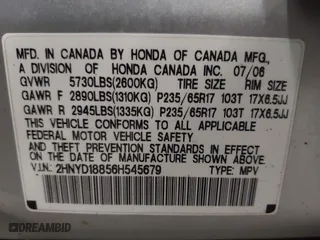 MFD. IN CANADA BY HONDA OF CANADA MFG.,
A DIVISION OF HONDA CANADA INC. 07/06
GVWR 5730LBS(2600KG) TIRE SIZE RIM SIZE
GAWR F 2890LBS(1310KG) P235/65R17 103T 17X6.5JJ
GAWR R 2945LBS(1335KG) P235/65R17 103T 17X6.5JJ
THIS VEHICLE CONFORMS TO ALL APPLICABLE
FEDERAL MOTOR VEHICLE SAFETY AND
THEFT PREVENTION STANDARDS IN EFFECT ON
THE DATE OF MANUFACTURE SHOWN ABOVE.
V.I.N.: 2HNYD18856H545679 TYPE: MPV
DREAMBID